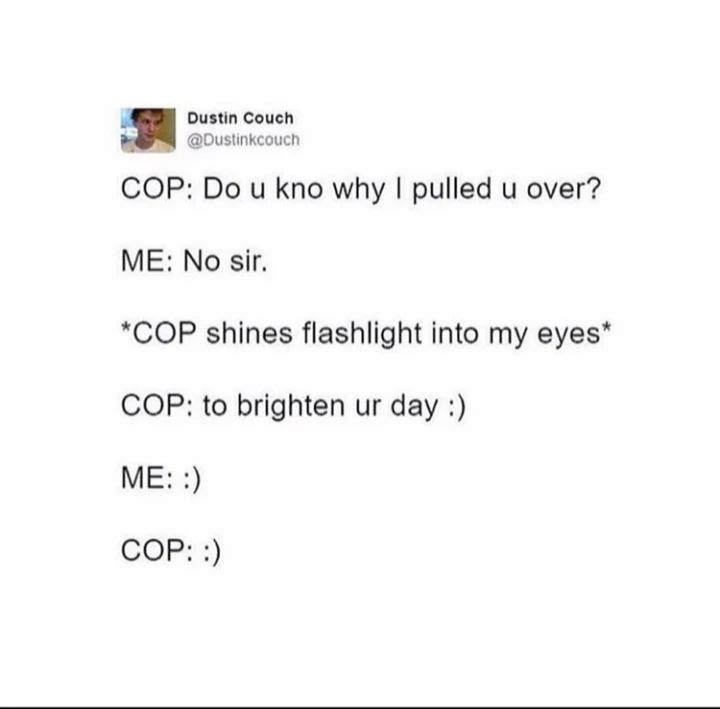 Dustin Couch
@Dustinkcouch
COP: Do u kno why I pulled u over?
ME: No sir.
*COP shines flashlight into my eyes*
COP: to brighten ur day :)
ME: :)
COP: :)